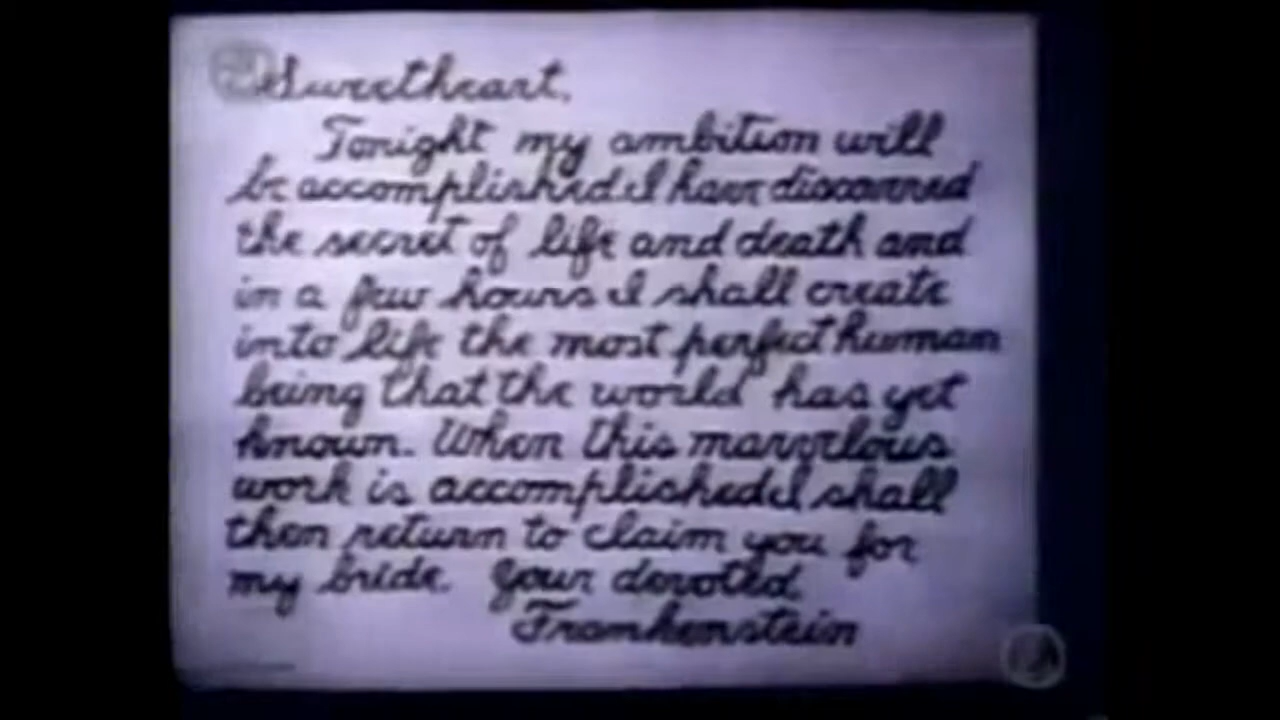 Sweetheart,
Tonight my ambition will
be accomplished. I have discovered
the secret of life and death and
in a few hours I shall create
into life the most perfect human
being that the world has yet
known. When this marvelous
work is accomplished I shall
then return to claim you for
my bride. Your devoted
Frankenstein